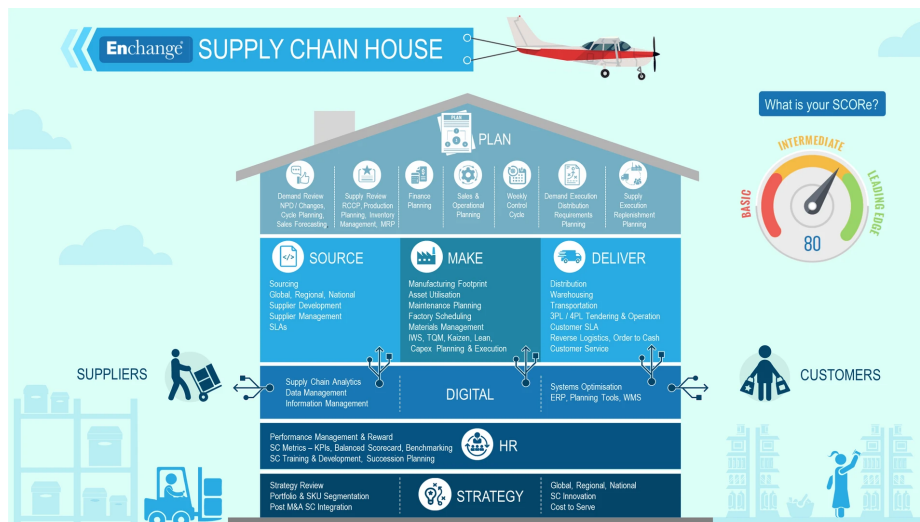 Enchange® SUPPLY CHAIN HOUSE
What is your SCORe?
BASIC
INTERMEDIATE
LEADING EDGE
80
PLAN
PLAN
Demand Review
NPD / Changes,
Cycle Planning,
Sales Forecasting
Supply Review
RCCP, Production
Planning, Inventory
Management, MRP
Finance
Planning
Sales &
Operational
Planning
Weekly
Control
Cycle
Demand Execution
Distribution
Requirements
Planning
Supply
Execution
Replenishment
Planning
SOURCE
Sourcing
Global, Regional, National
Supplier Development
Supplier Management
SLAs
MAKE
Manufacturing Footprint
Asset Utilisation
Maintenance Planning
Factory Scheduling
Materials Management
IWS, TQM, Kaizen, Lean,
Capex Planning & Execution
DELIVER
Distribution
Warehousing
Transportation
3PL / 4PL Tendering & Operation
Customer SLA
Reverse Logistics, Order to Cash
Customer Service
SUPPLIERS
CUSTOMERS
Supply Chain Analytics
Data Management
Information Management
DIGITAL
Systems Optimisation
ERP, Planning Tools, WMS
Performance Management & Reward
SC Metrics – KPIs, Balanced Scorecard, Benchmarking
SC Training & Development, Succession Planning
HR
Strategy Review
Portfolio & SKU Segmentation
Post M&A SC Integration
STRATEGY
Global, Regional, National
SC Innovation
Cost to Serve